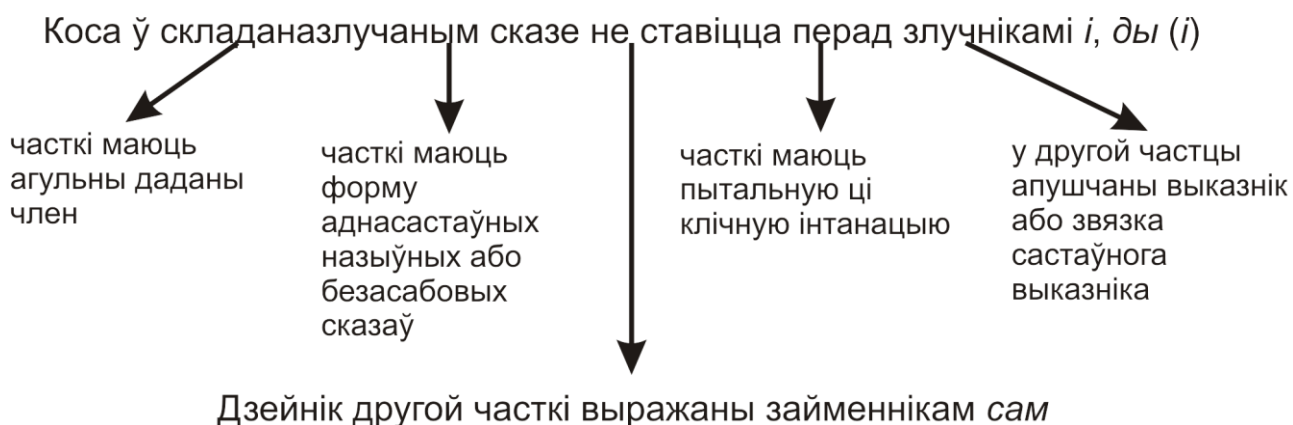 Коса ў складаназлучаным сказе не ставіцца перад злучнікамі і, ды (і)
часткі маюць
агульны даданы
член
часткі маюць
форму
аднасастаўных
назыўных або
безасабовых
сказаў
часткі маюць
пытальную ці
клічную інтанацыю
у другой частцы
апушчаны выказнік
або звязка
састаўнога
выказніка
Дзейнік другой часткі выражаны займеннікам сам